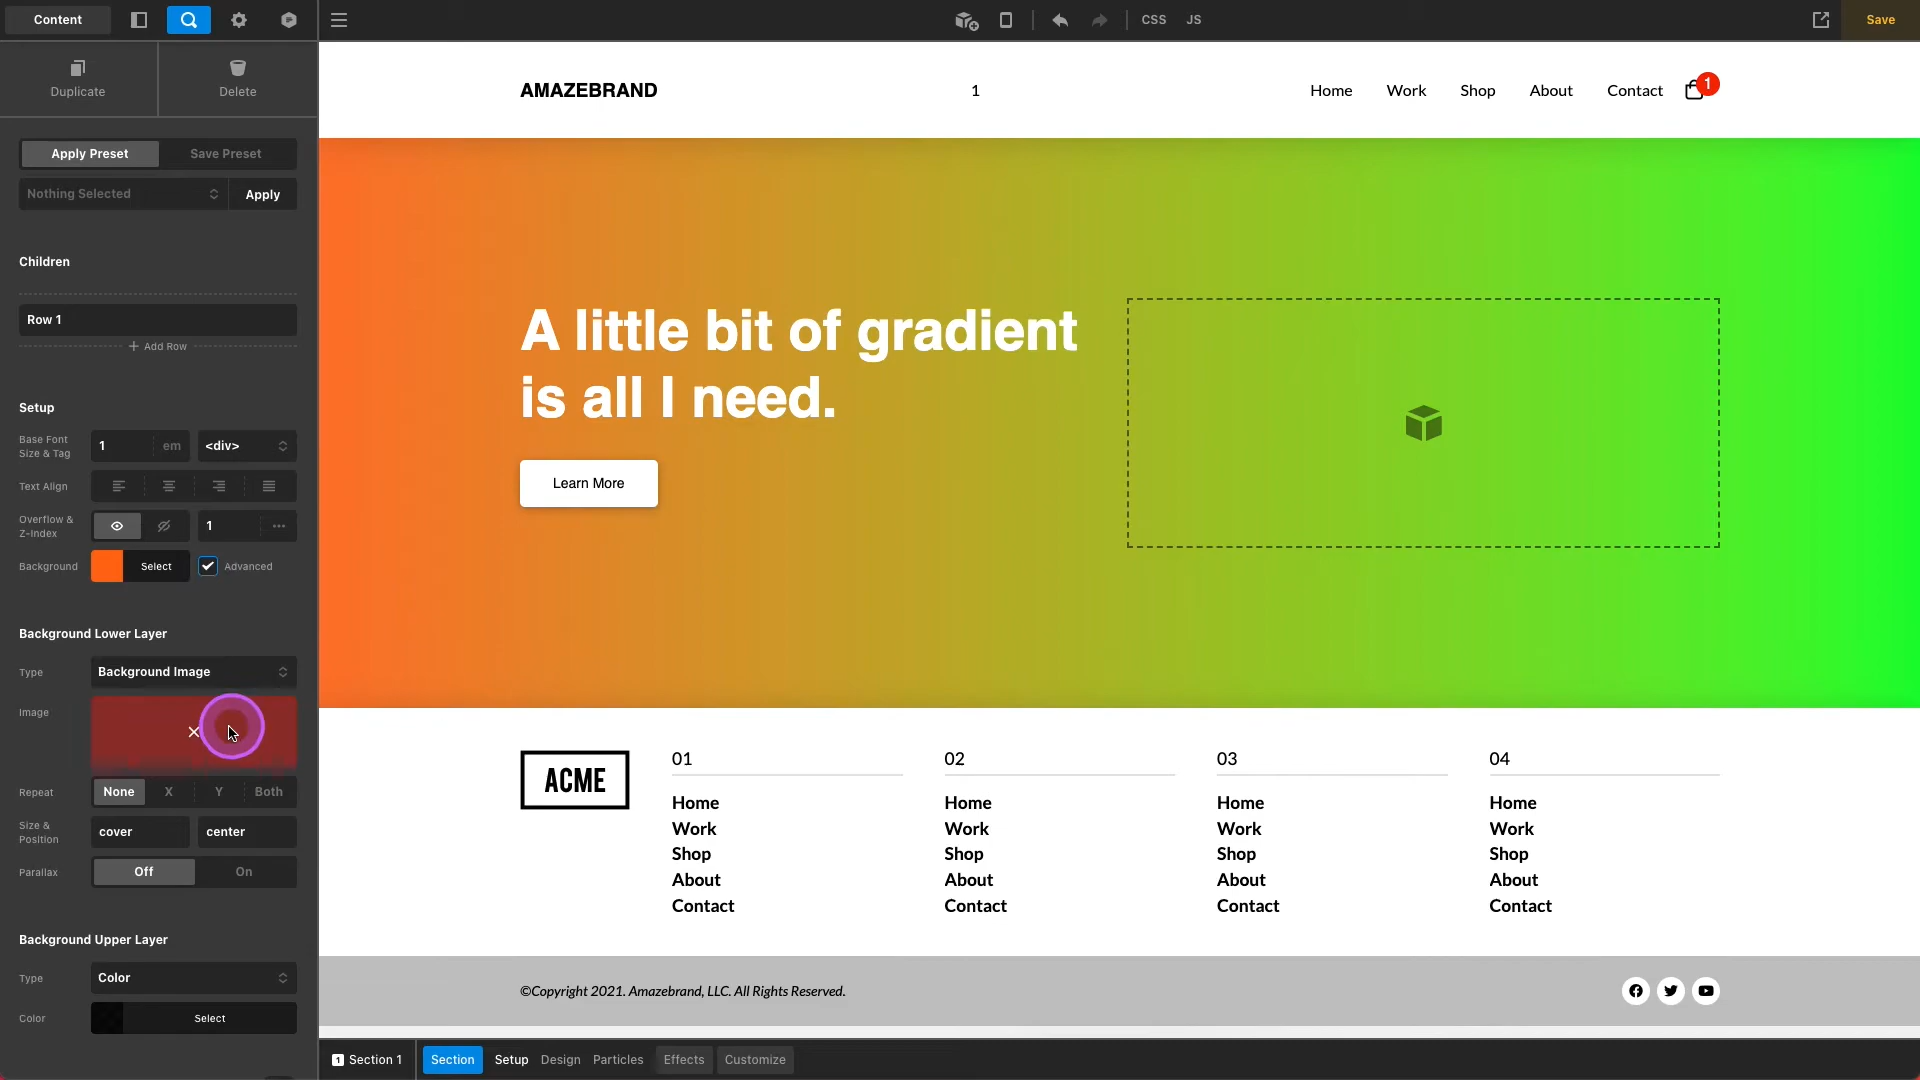 Content
CSS
JS
Save
Duplicate
Delete
Apply Preset
Save Preset
Nothing Selected
Apply
Children
Row 1
Add Row
Setup
Base Font
Size & Tag
1
em
<div>
Text Align
Overflow &
Z-Index
1
Background
Select
Advanced
Background Lower Layer
Type
Background Image
Image
Repeat
None
X
Y
Both
Size &
Position
cover
center
Parallax
Off
On
Background Upper Layer
Type
Color
Color
Select
AMAZEBRAND
1
Home
Work
Shop
About
Contact
1
A little bit of gradient
is all I need.
Learn More
ACME
01
Home
Work
Shop
About
Contact
02
Home
Work
Shop
About
Contact
03
Home
Work
Shop
About
Contact
04
Home
Work
Shop
About
Contact
©Copyright 2021. Amazebrand, LLC. All Rights Reserved.
1
Section 1
Section
Setup
Design
Particles
Effects
Customize